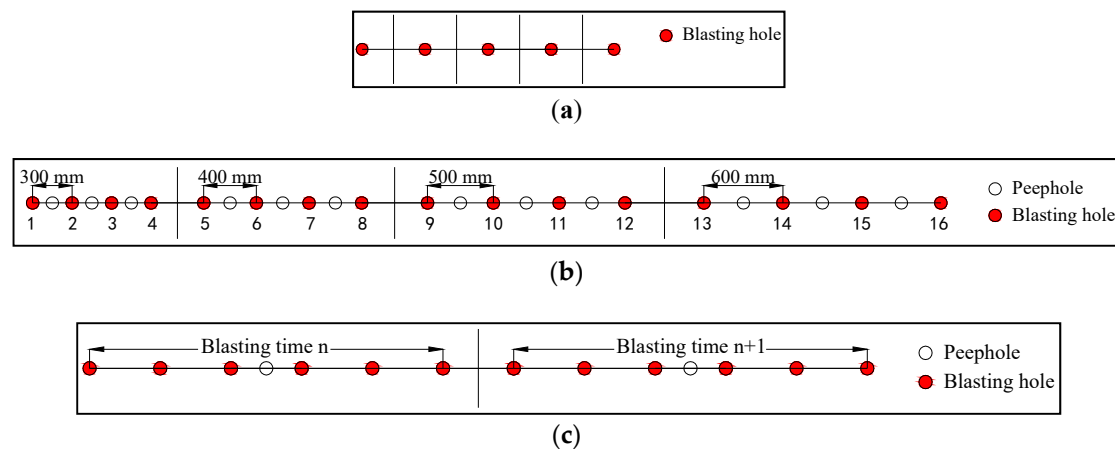 Blasting hole
(a)
300 mm 400 mm 500 mm 600 mm
Peephole
1 2 3 4 5 6 7 8 9 10 11 12 13 14 15 16
Blasting hole
(b)
Blasting time n Blasting time n+1
Peephole
Blasting hole
(c)